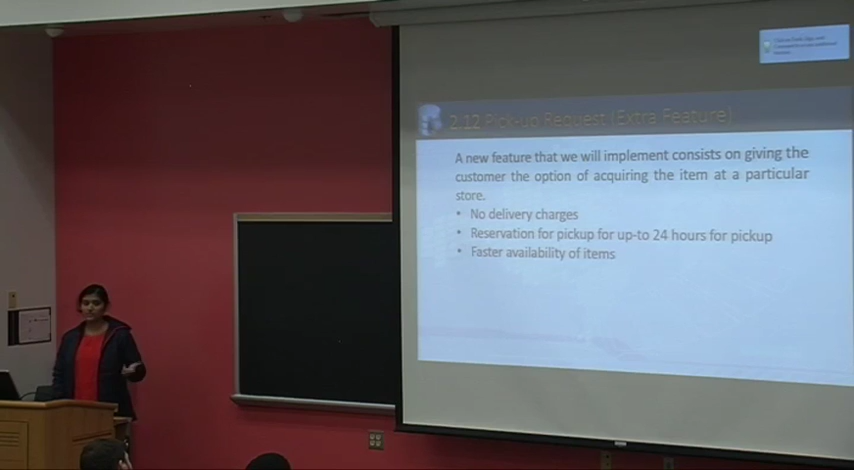 2.12 Pick-up Request (Extra Feature)
A new feature that we will implement consists on giving the
customer the option of acquiring the item at a particular
store.
• No delivery charges
• Reservation for pickup for up-to 24 hours for pickup
• Faster availability of items